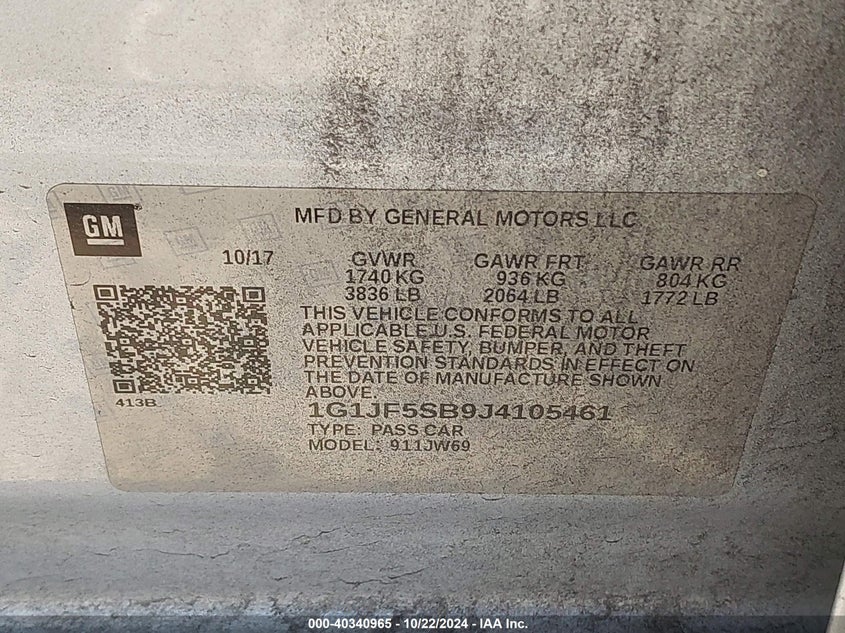 GM
MFD BY GENERAL MOTORS LLC
10/17 GVWR GAWR FRT GAWR RR
1740 KG 936 KG 804 KG
3836 LB 2064 LB 1772 LB
THIS VEHICLE CONFORMS TO ALL
APPLICABLE U.S. FEDERAL MOTOR
VEHICLE SAFETY, BUMPER, AND THEFT
PREVENTION STANDARDS IN EFFECT ON
THE DATE OF MANUFACTURE SHOWN
ABOVE.
413B
1G1JF5SB9J4105461
TYPE: PASS CAR
MODEL: 911JW69
000-40340965 - 10/22/2024 - IAA Inc.